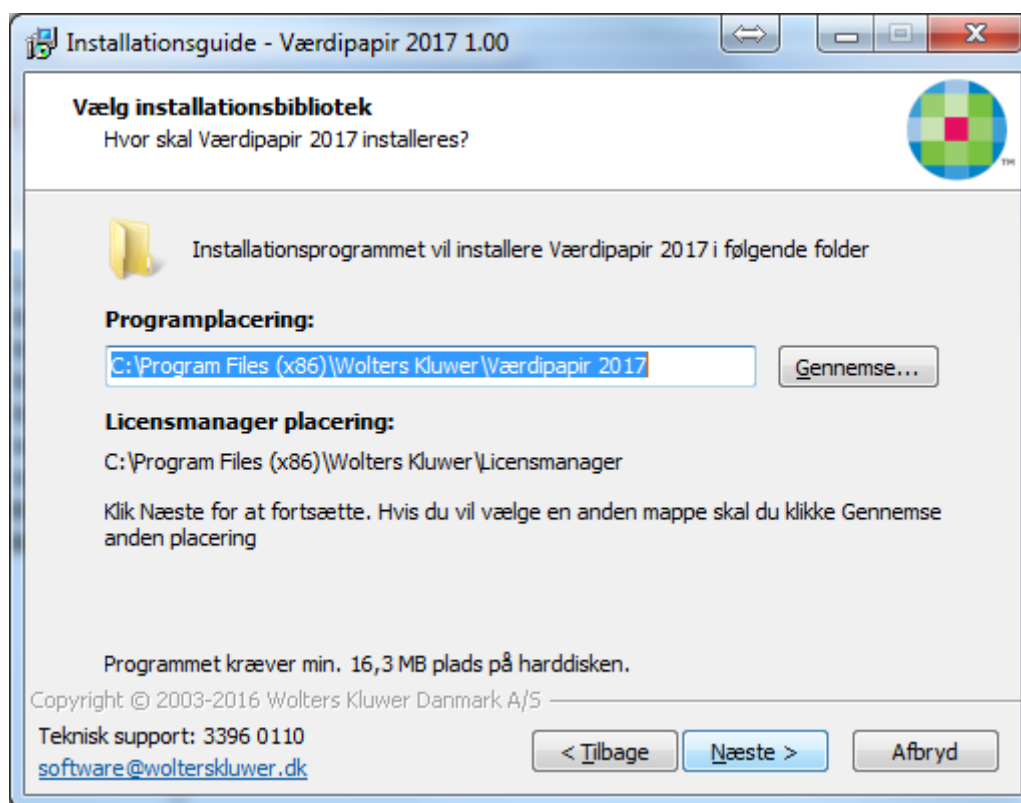 Installationsguide - Værdipapir 2017 1.00
Vælg installationsbibliotek
Hvor skal Værdipapir 2017 installeres?
TM
Installationsprogrammet vil installere Værdipapir 2017 i følgende folder
Programplacering:
C:\Program Files (x86)\Wolters Kluwer\Værdipapir 2017
Gennemse...
Licensmanager placering:
C:\Program Files (x86)\Wolters Kluwer\Licensmanager
Klik Næste for at fortsætte. Hvis du vil vælge en anden mappe skal du klikke Gennemse
anden placering
Programmet kræver min. 16,3 MB plads på harddisken.
Copyright © 2003-2016 Wolters Kluwer Danmark A/S
Teknisk support: 3396 0110
software@wolterskluwer.dk
< Tilbage
Næste >
Afbryd